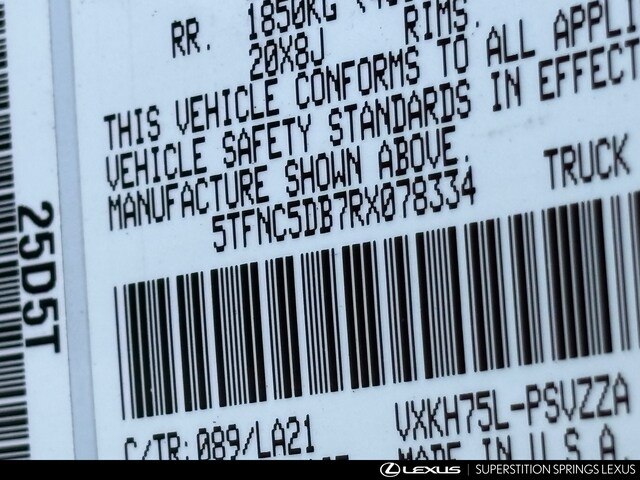 RR. 1850KG
RIMS.
20X8J
THIS VEHICLE CONFORMS TO ALL APPLI
VEHICLE SAFETY STANDARDS IN EFFECT
MANUFACTURE SHOWN ABOVE.
5TFNC5DB7RX078334 TRUCK
25D5T
C/TR: 089/LA21 VXKH75L-PSVZZA
MADE IN U.S.A.
LEXUS | SUPERSTITION SPRINGS LEXUS